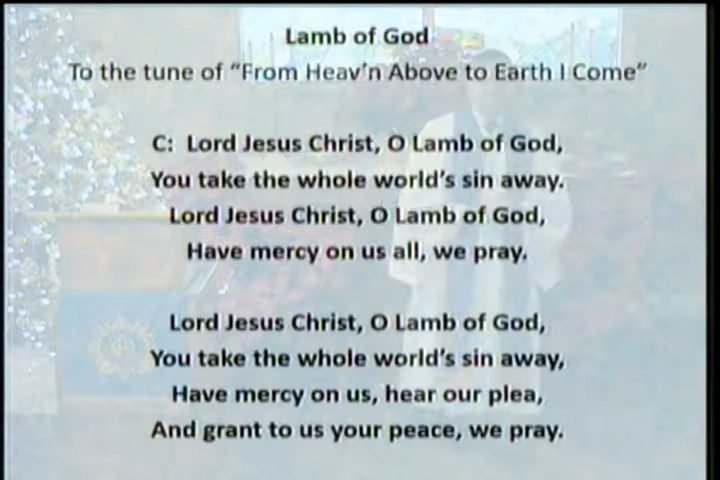 Lamb of God
To the tune of “From Heav’n Above to Earth I Come”
C: Lord Jesus Christ, O Lamb of God,
You take the whole world’s sin away.
Lord Jesus Christ, O Lamb of God,
Have mercy on us all, we pray.
Lord Jesus Christ, O Lamb of God,
You take the whole world’s sin away,
Have mercy on us, hear our plea,
And grant to us your peace, we pray.